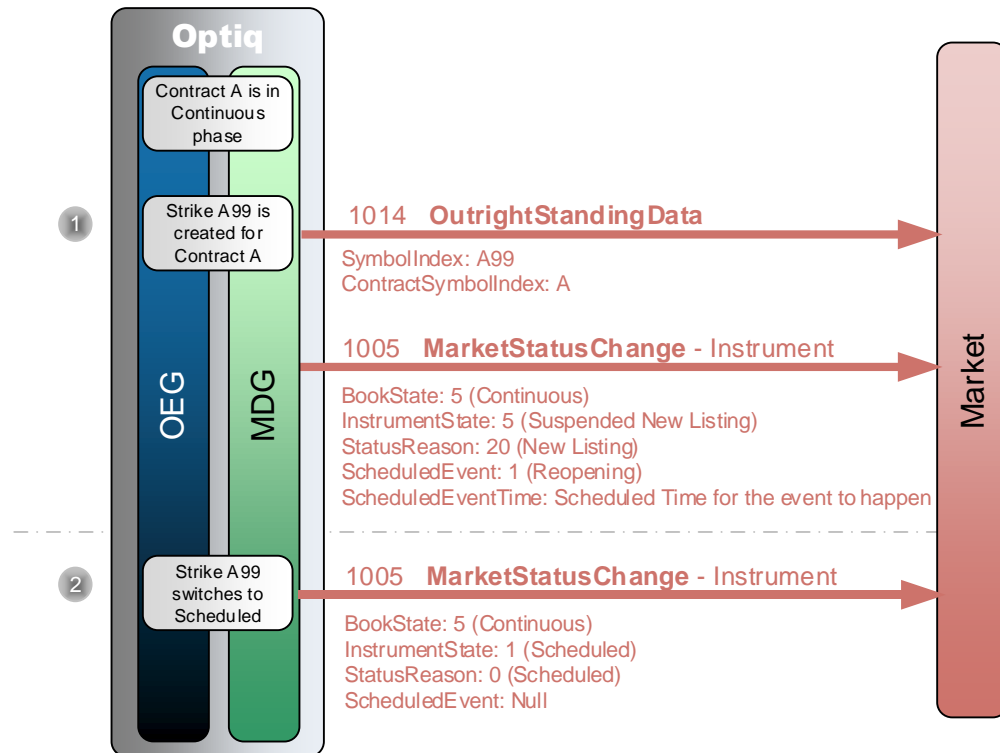 Optiq
Contract A is in
Continuous
phase
1
Strike A99 is
created for
Contract A
1014 OutrightStandingData
SymbolIndex: A99
ContractSymbolIndex: A
1005 MarketStatusChange - Instrument
BookState: 5 (Continuous)
InstrumentState: 5 (Suspended New Listing)
StatusReason: 20 (New Listing)
ScheduledEvent: 1 (Reopening)
ScheduledEventTime: Scheduled Time for the event to happen
OEG
MDG
Market
2
Strike A99
switches to
Scheduled
1005 MarketStatusChange - Instrument
BookState: 5 (Continuous)
InstrumentState: 1 (Scheduled)
StatusReason: 0 (Scheduled)
ScheduledEvent: Null